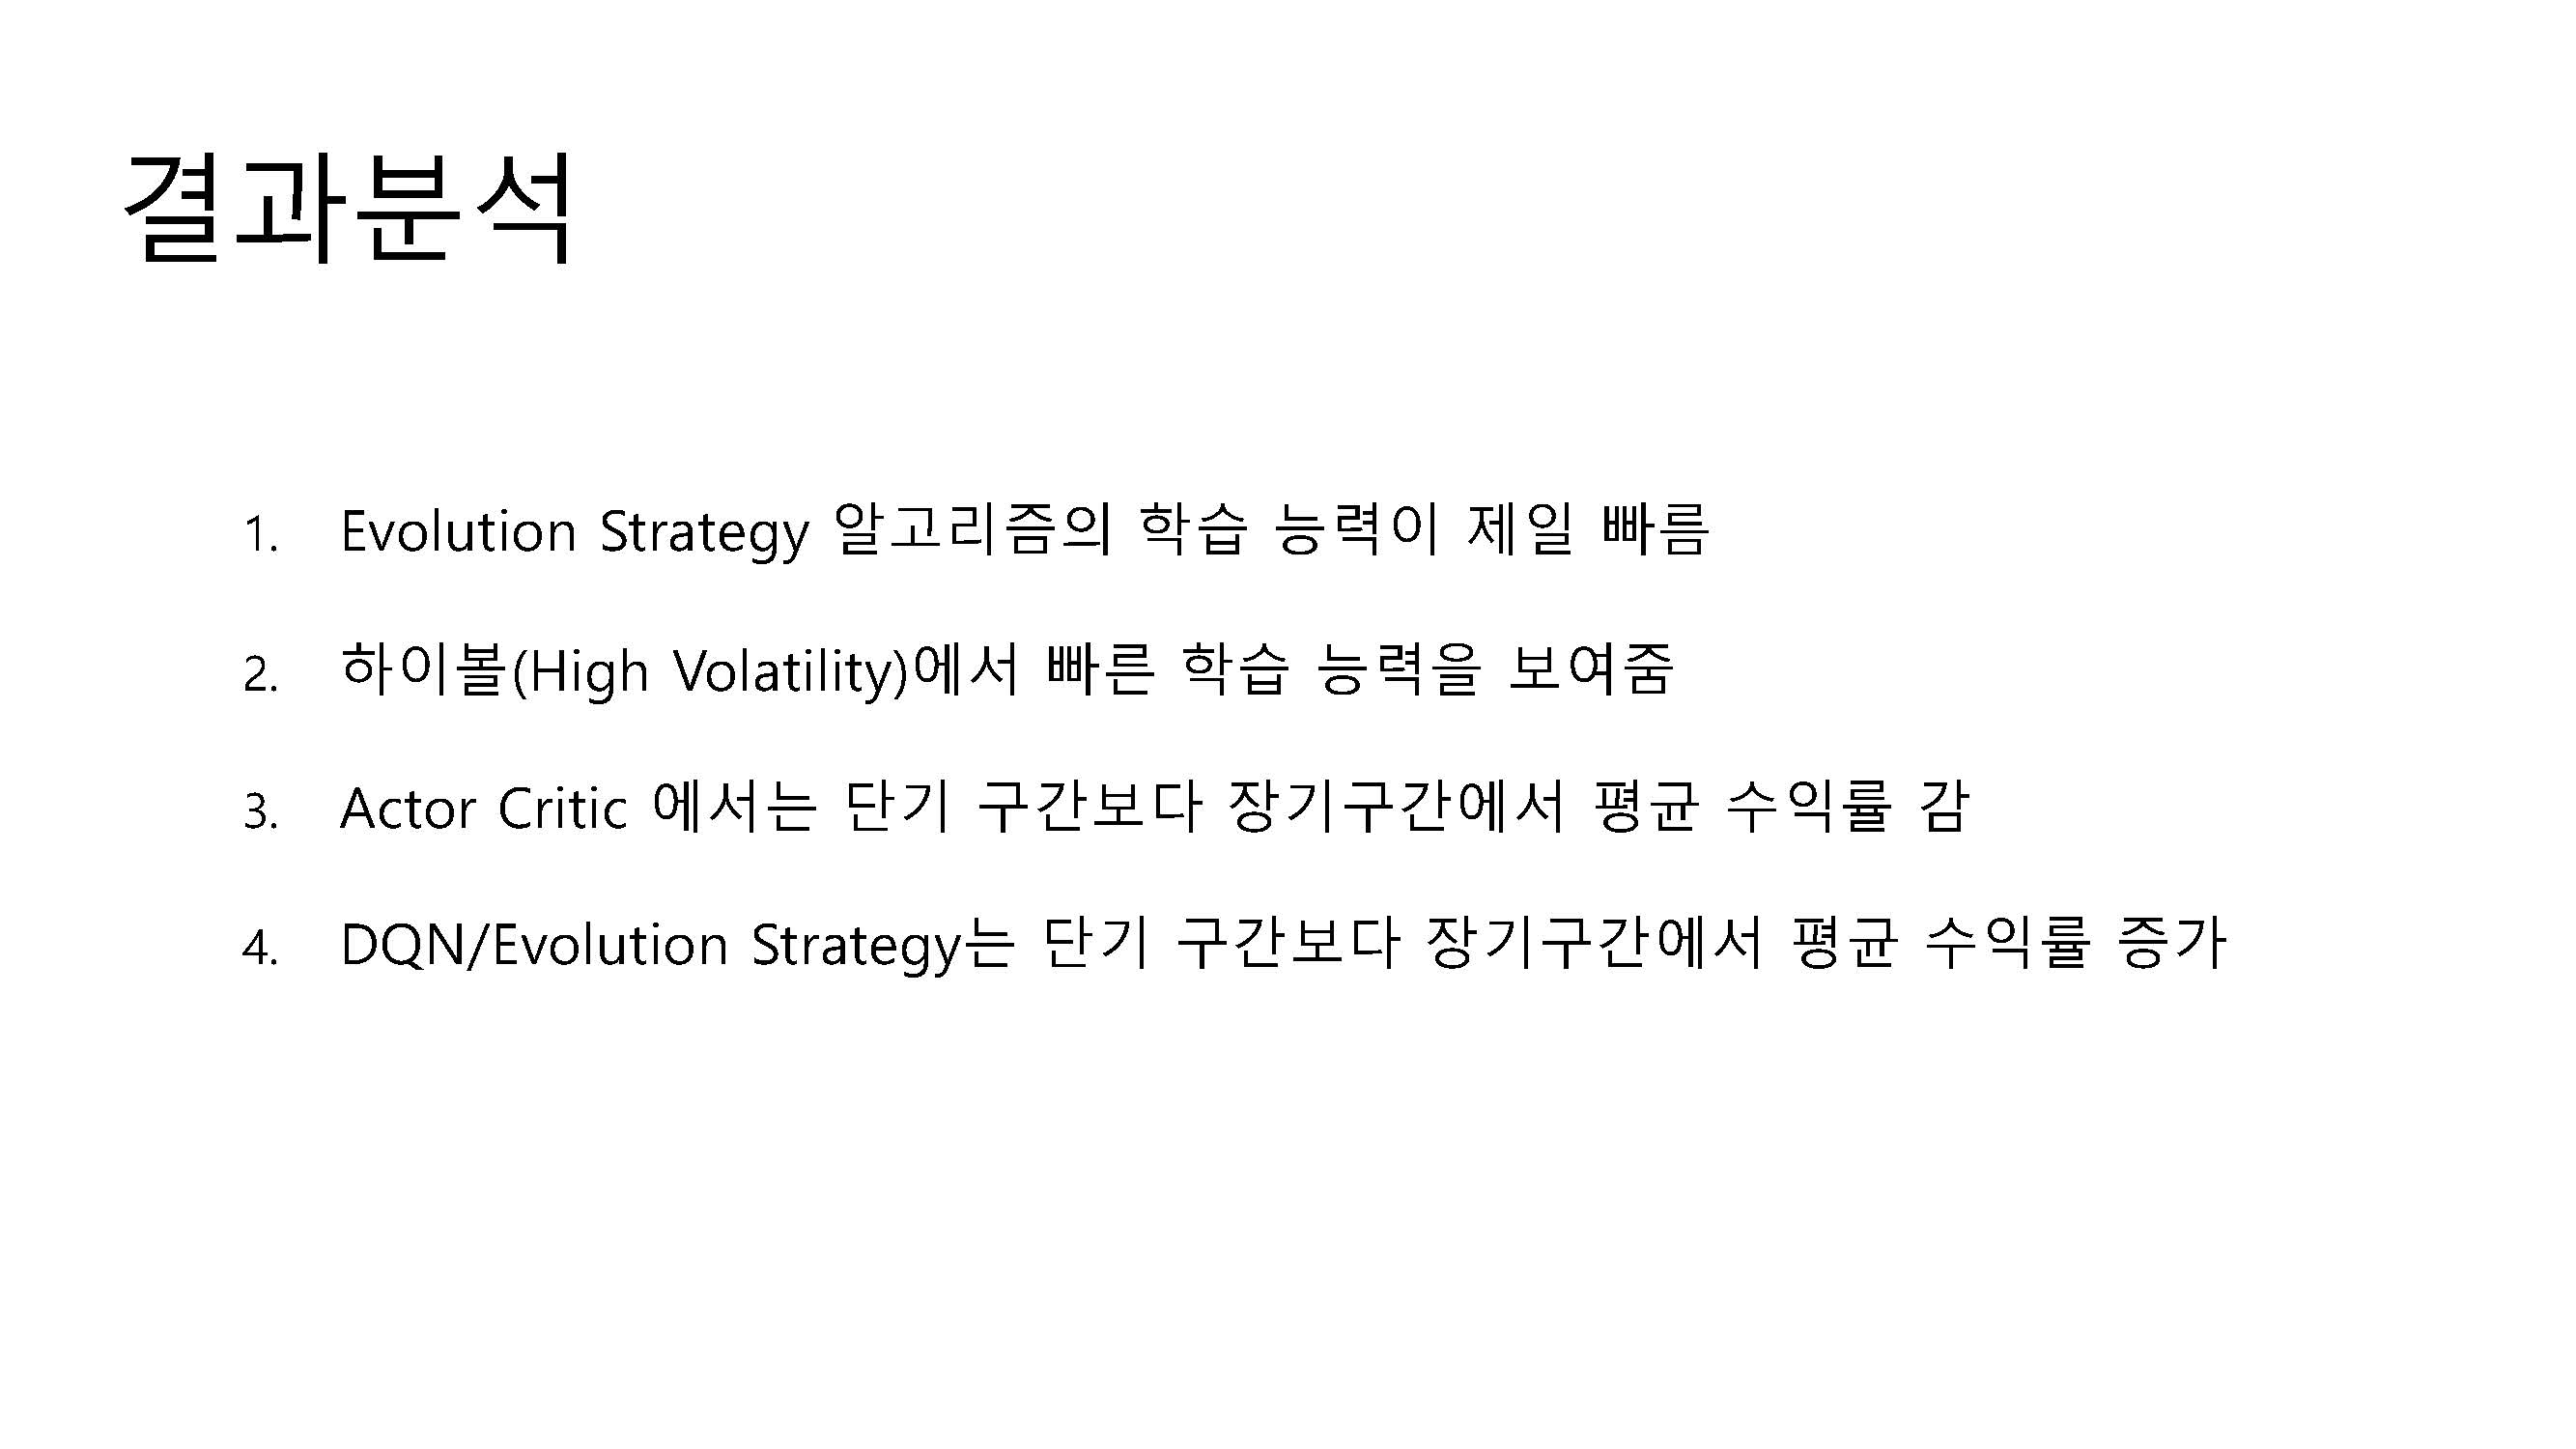 결과분석
1. Evolution Strategy 알고리즘의 학습 능력이 제일 빠름
2. 하이볼(High Volatility)에서 빠른 학습 능력을 보여줌
3. Actor Critic 에서는 단기 구간보다 장기구간에서 평균 수익률 감
4. DQN/Evolution Strategy는 단기 구간보다 장기구간에서 평균 수익률 증가